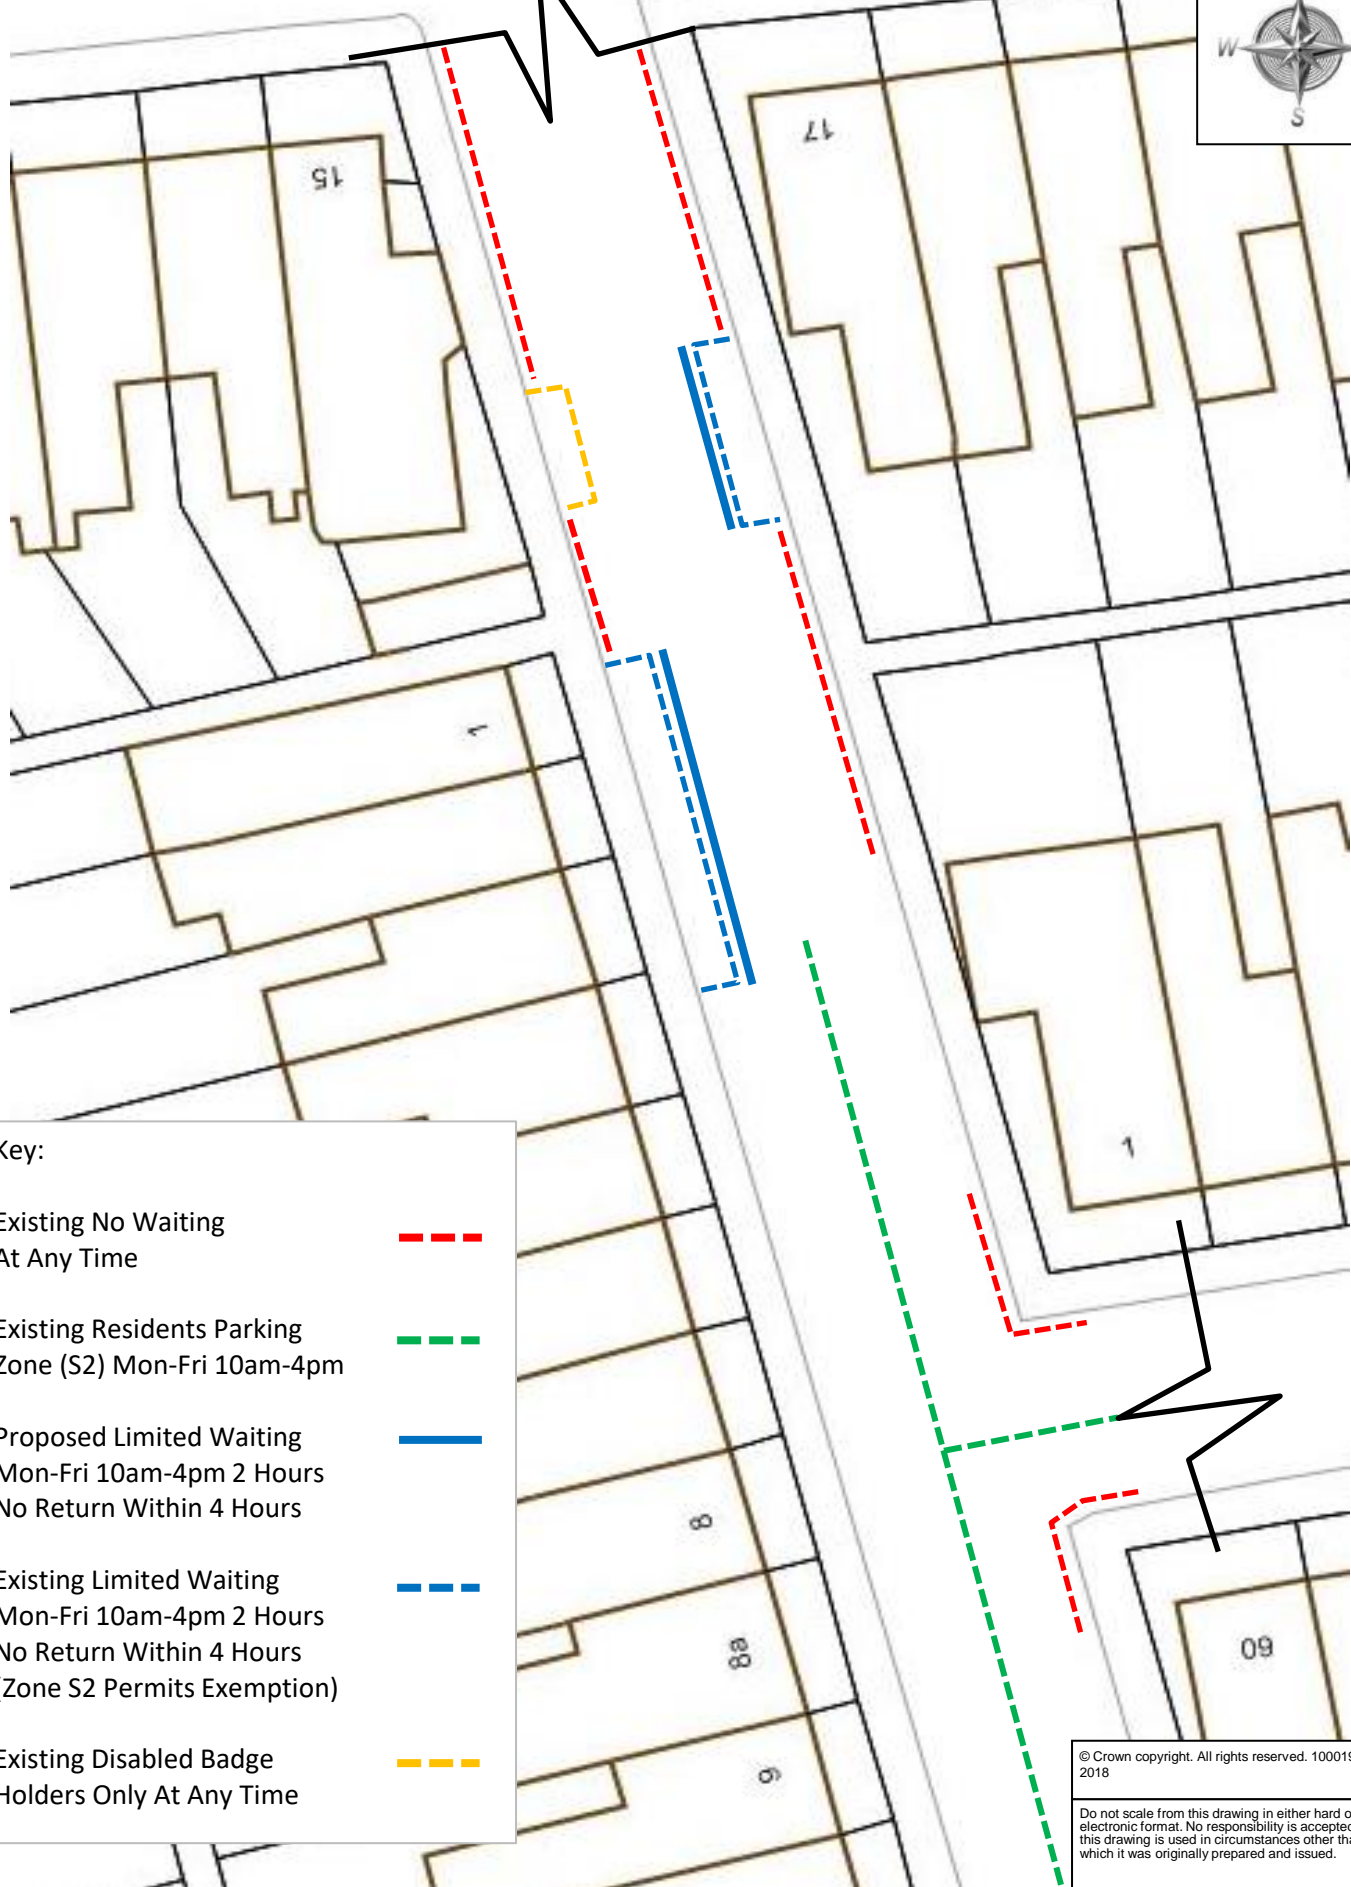 W
S
17
15
1
1
8
8a
9
60
Key:
Existing No Waiting
At Any Time
Existing Residents Parking
Zone (S2) Mon-Fri 10am-4pm
Proposed Limited Waiting
Mon-Fri 10am-4pm 2 Hours
No Return Within 4 Hours
Existing Limited Waiting
Mon-Fri 10am-4pm 2 Hours
No Return Within 4 Hours
(Zone S2 Permits Exemption)
Existing Disabled Badge
Holders Only At Any Time
© Crown copyright. All rights reserved. 100019
2018
Do not scale from this drawing in either hard o
electronic format. No responsibility is accepted
this drawing is used in circumstances other tha
which it was originally prepared and issued.